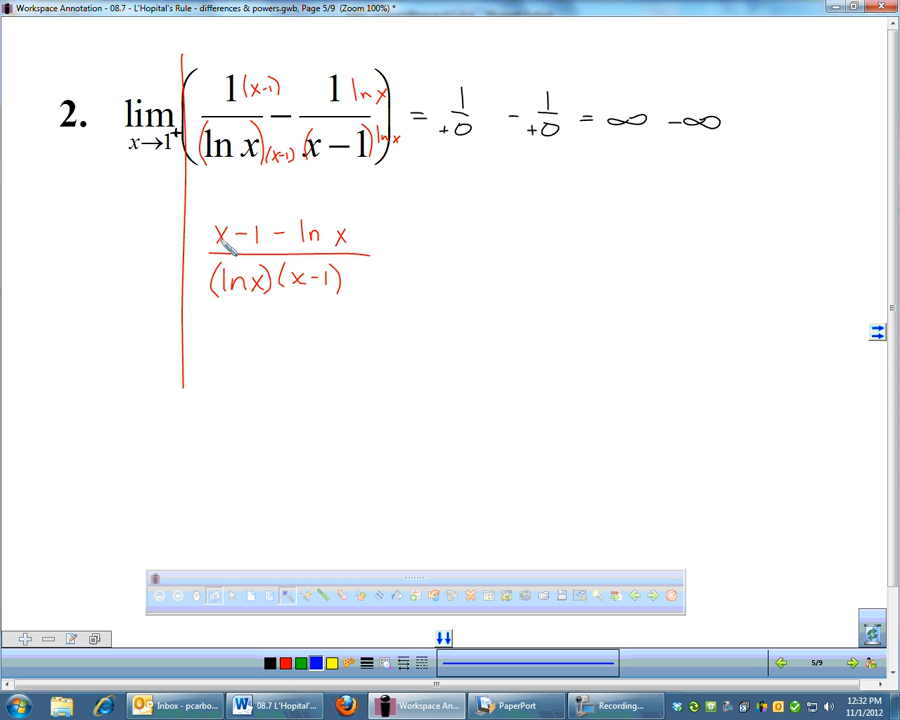 Workspace Annotation - 08.7 - L'Hopital's Rule - differences & powers.gwb, Page 5/9 (Zoom 100%) *
2. lim x→1+ ( 1(x-1) / (ln x)(x-1) − 1 ln x / (x − 1) ln x ) = 1/+0 - 1/+0 = ∞ -∞
x - 1 - ln x
(ln x)(x - 1)
5/9
Inbox - pcarbo...
08.7 L'Hopital's R...
Workspace An...
PaperPort
Recording...
12:32 PM
11/1/2012